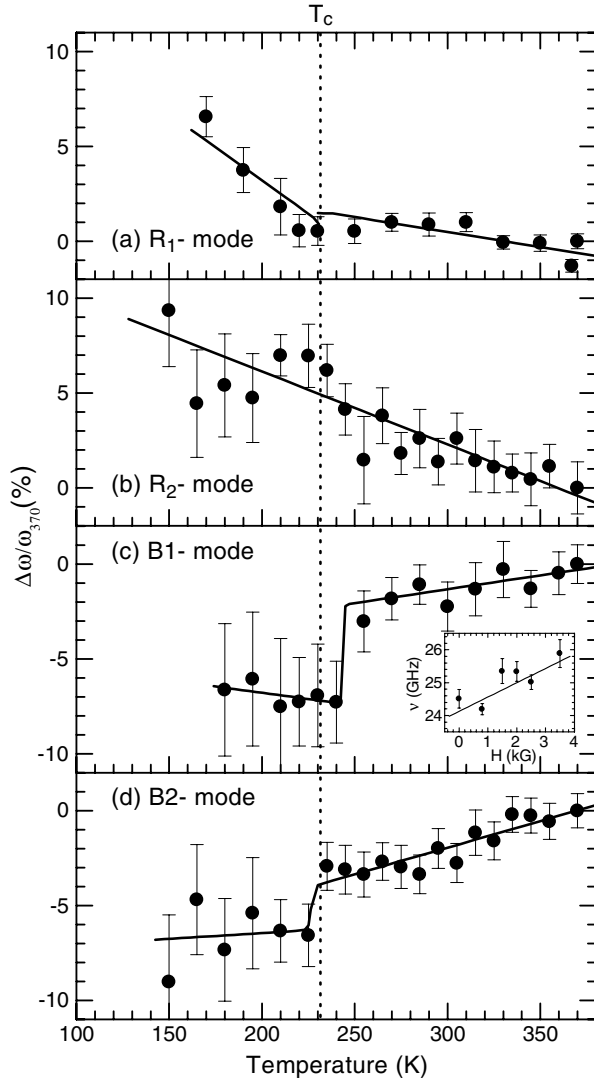 T_c
10
5
0
(a) R₁- mode
10
5
0
(b) R₂- mode
Δω/ω₃₇₀(%)
0
-5
-10
(c) B1- mode
26
25
24
ν (GHz)
0 1 2 3 4
H (kG)
0
-5
-10
(d) B2- mode
100 150 200 250 300 350
Temperature (K)